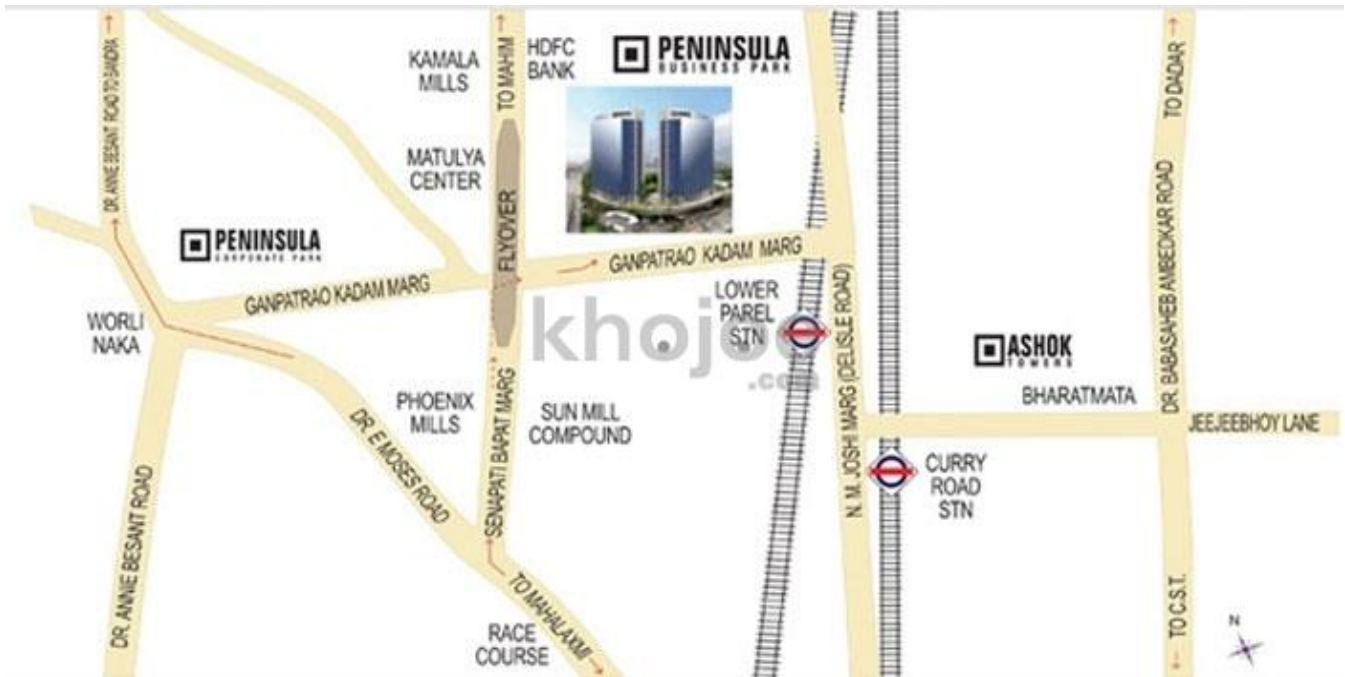 DR. ANNIE BESANT ROAD TO BANDRA
KAMALA
MILLS
TO MAHIM
HDFC
BANK
PENINSULA
BUSINESS PARK
TO DADAR
MATULYA
CENTER
FLYOVER
PENINSULA
CORPORATE PARK
GANPATRAO KADAM MARG
GANPATRAO KADAM MARG
DR. BABASAHEB AMBEDKAR ROAD
WORLI
NAKA
LOWER
PAREL
STN
khojoo
.com
N. M. JOSHI MARG (DELISLE ROAD)
ASHOK
TOWERS
BHARATMATA
JEEJEEBHOY LANE
PHOENIX
MILLS
SENAPATI BAPAT MARG
SUN MILL
COMPOUND
DR. E MOSES ROAD
CURRY
ROAD
STN
DR. ANNIE BESANT ROAD
TO MAHALAXMI
RACE
COURSE
TO C.S.T.
N